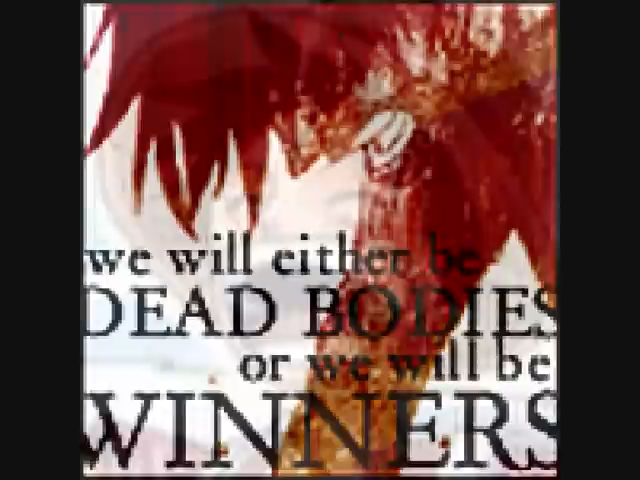 we will either be
DEAD BODIES
or we will be
WINNERS